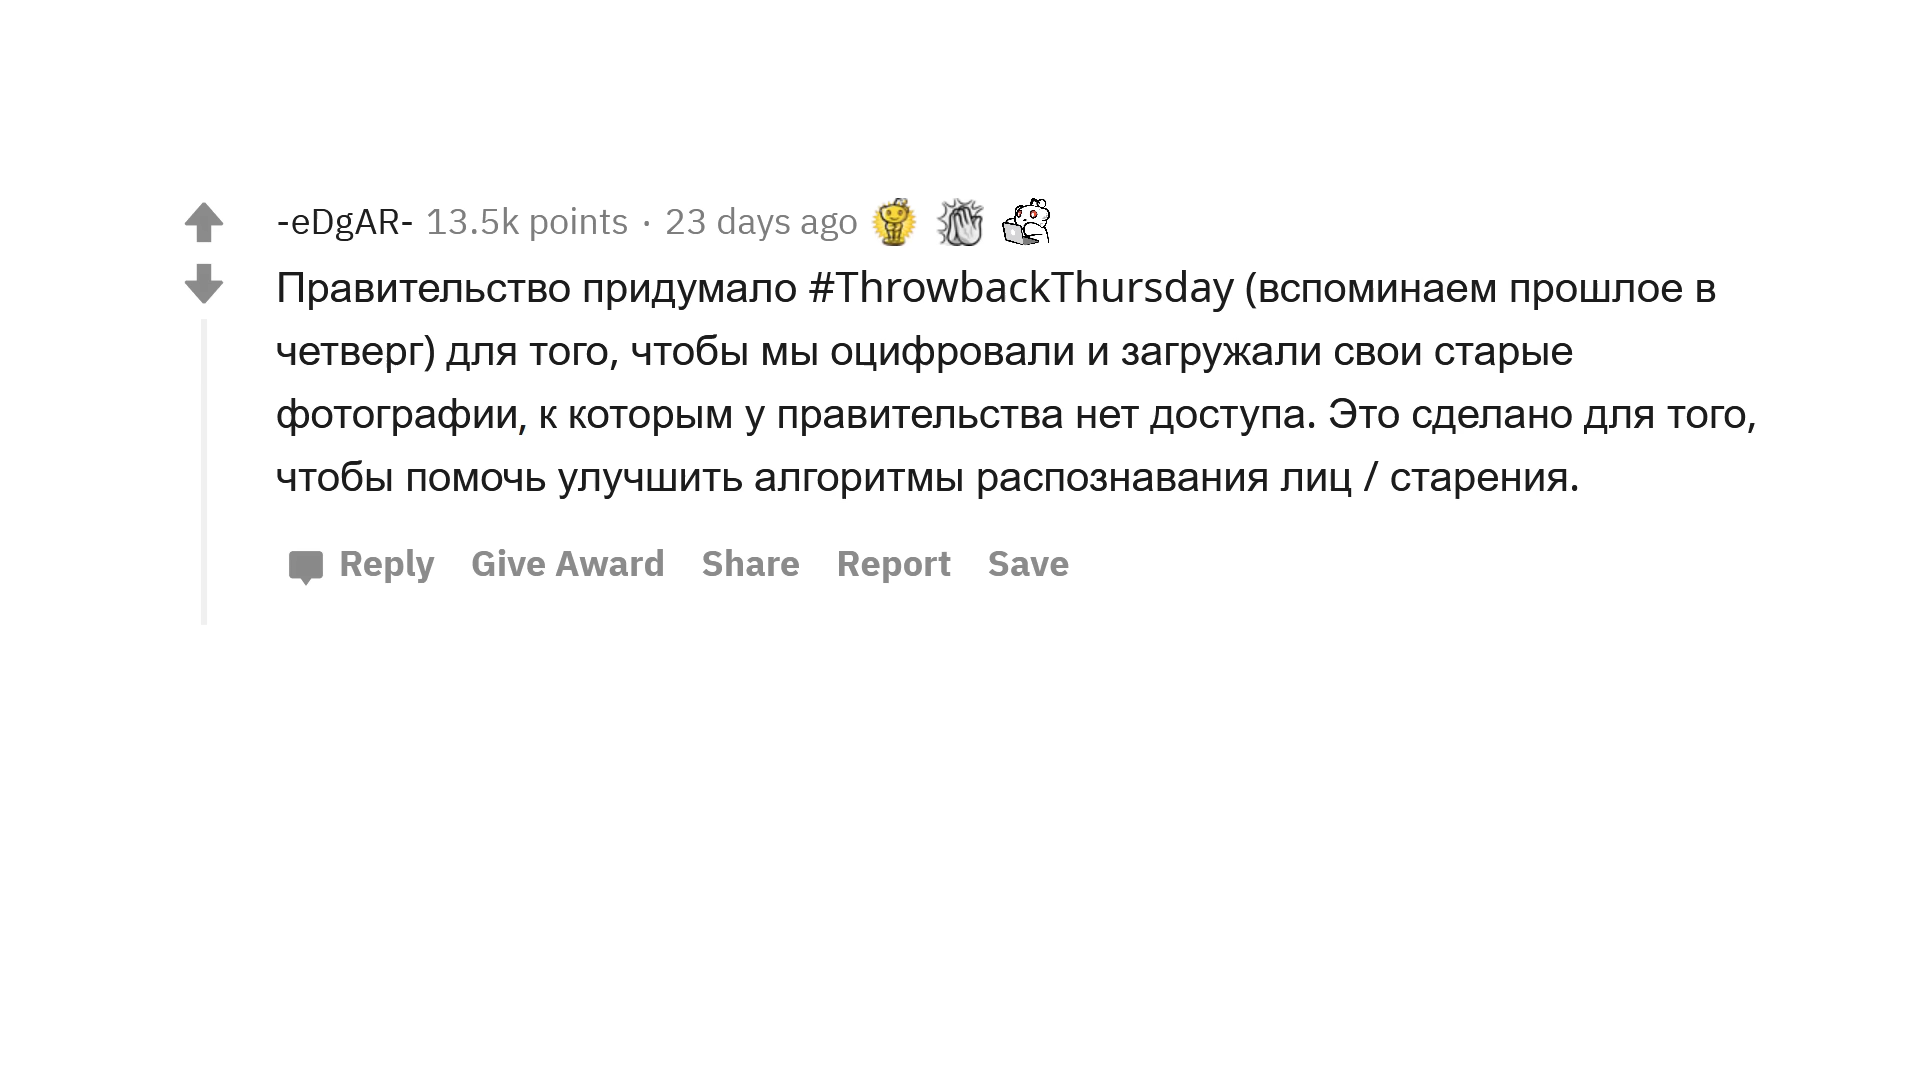 -eDgAR- 13.5k points · 23 days ago
Правительство придумало #ThrowbackThursday (вспоминаем прошлое в
четверг) для того, чтобы мы оцифровали и загружали свои старые
фотографии, к которым у правительства нет доступа. Это сделано для того,
чтобы помочь улучшить алгоритмы распознавания лиц / старения.
Reply Give Award Share Report Save